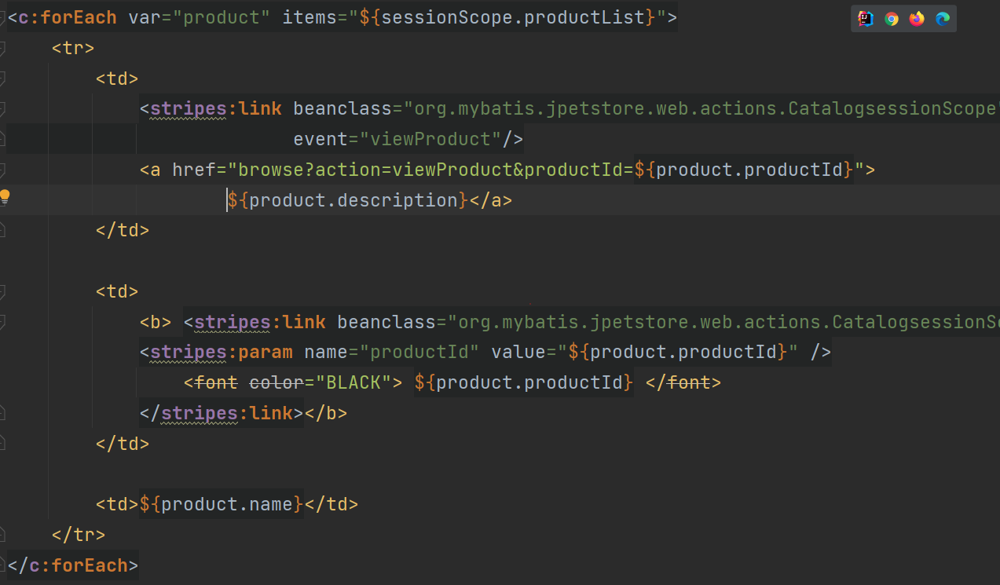 <c:forEach var="product" items="${sessionScope.productList}">
<tr>
<td>
<stripes:link beanclass="org.mybatis.jpetstore.web.actions.CatalogsessionScope
event="viewProduct"/>
<a href="browse?action=viewProduct&productId=${product.productId}">
${product.description}</a>
</td>
<td>
<b> <stripes:link beanclass="org.mybatis.jpetstore.web.actions.CatalogsessionSc
<stripes:param name="productId" value="${product.productId}" />
<font color="BLACK"> ${product.productId} </font>
</stripes:link></b>
</td>
<td>${product.name}</td>
</tr>
</c:forEach>